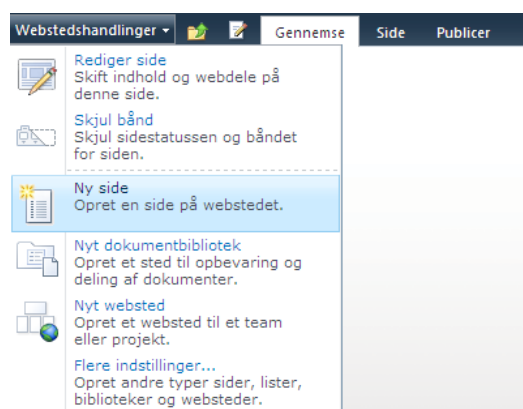 Webstedshandlinger Gennemse Side Publicer
Rediger side
Skift indhold og webdele på
denne side.
Skjul bånd
Skjul sidestatussen og båndet
for siden.
Ny side
Opret en side på webstedet.
Nyt dokumentbibliotek
Opret et sted til opbevaring og
deling af dokumenter.
Nyt websted
Opret et websted til et team
eller projekt.
Flere indstillinger...
Opret andre typer sider, lister,
biblioteker og websteder.